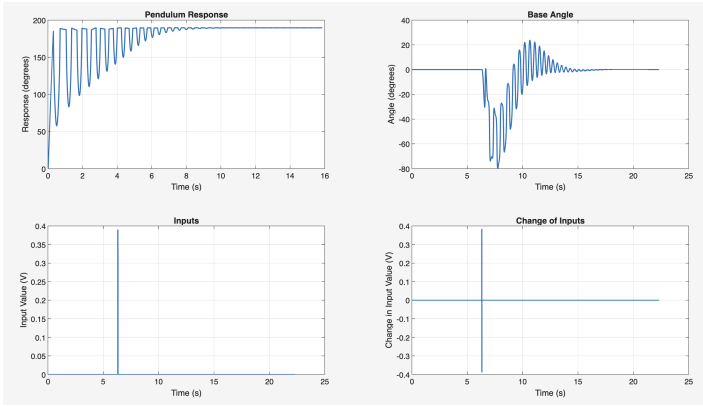 Pendulum Response
Response (degrees)
200
150
100
50
0
0 2 4 6 8 10 12 14 16
Time (s)
Base Angle
Angle (degrees)
40
20
0
-20
-40
-60
-80
0 5 10 15 20 25
Time (s)
Inputs
Input Value (V)
0.4
0.35
0.3
0.25
0.2
0.15
0.1
0.05
0
0 5 10 15 20 25
Time (s)
Change of Inputs
Change in Input Value (V)
0.4
0.3
0.2
0.1
0
-0.1
-0.2
-0.3
-0.4
0 5 10 15 20 25
Time (s)